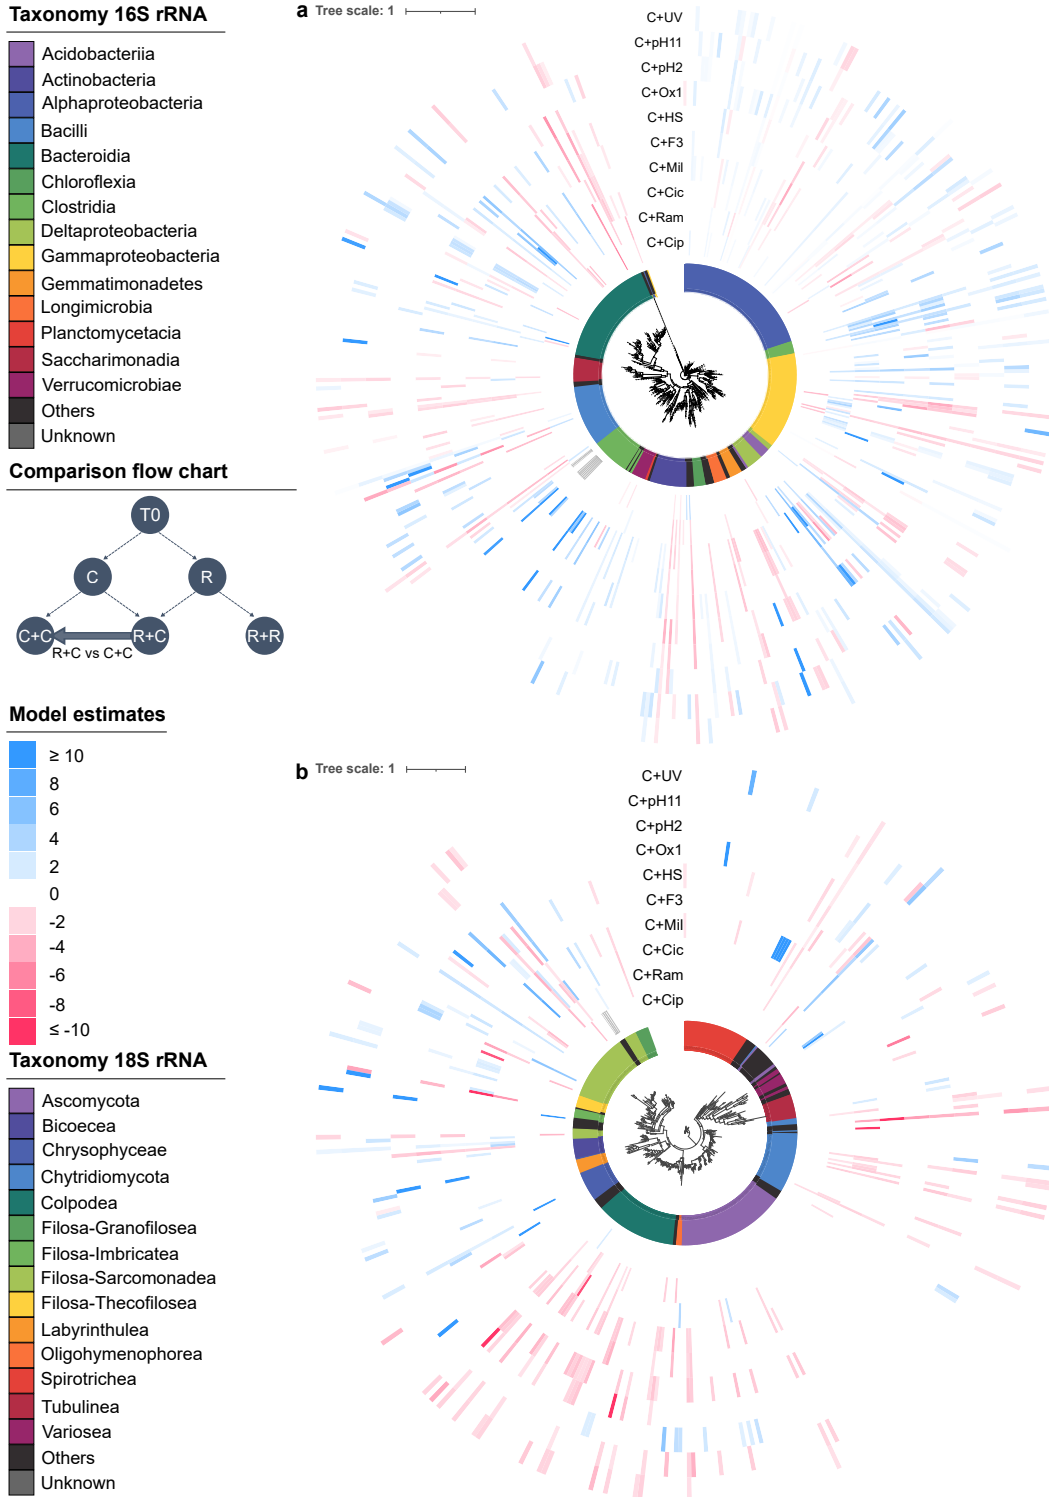 Taxonomy 16S rRNA
Acidobacteriia
Actinobacteria
Alphaproteobacteria
Bacilli
Bacteroidia
Chloroflexia
Clostridia
Deltaproteobacteria
Gammaproteobacteria
Gemmatimonadetes
Longimicrobia
Planctomycetacia
Saccharimonadia
Verrucomicrobiae
Others
Unknown
Comparison flow chart
T0
C
R
C+C
R+C
R+R
R+C vs C+C
Model estimates
≥ 10
8
6
4
2
0
-2
-4
-6
-8
≤ -10
Taxonomy 18S rRNA
Ascomycota
Bicoecea
Chrysophyceae
Chytridiomycota
Colpodea
Filosa-Granofilosea
Filosa-Imbricatea
Filosa-Sarcomonadea
Filosa-Thecofilosea
Labyrinthulea
Oligohymenophorea
Spirotrichea
Tubulinea
Variosea
Others
Unknown
a Tree scale: 1
C+UV
C+pH11
C+pH2
C+Ox1
C+HS
C+F3
C+Mil
C+Cic
C+Ram
C+Cip
b Tree scale: 1
C+UV
C+pH11
C+pH2
C+Ox1
C+HS
C+F3
C+Mil
C+Cic
C+Ram
C+Cip